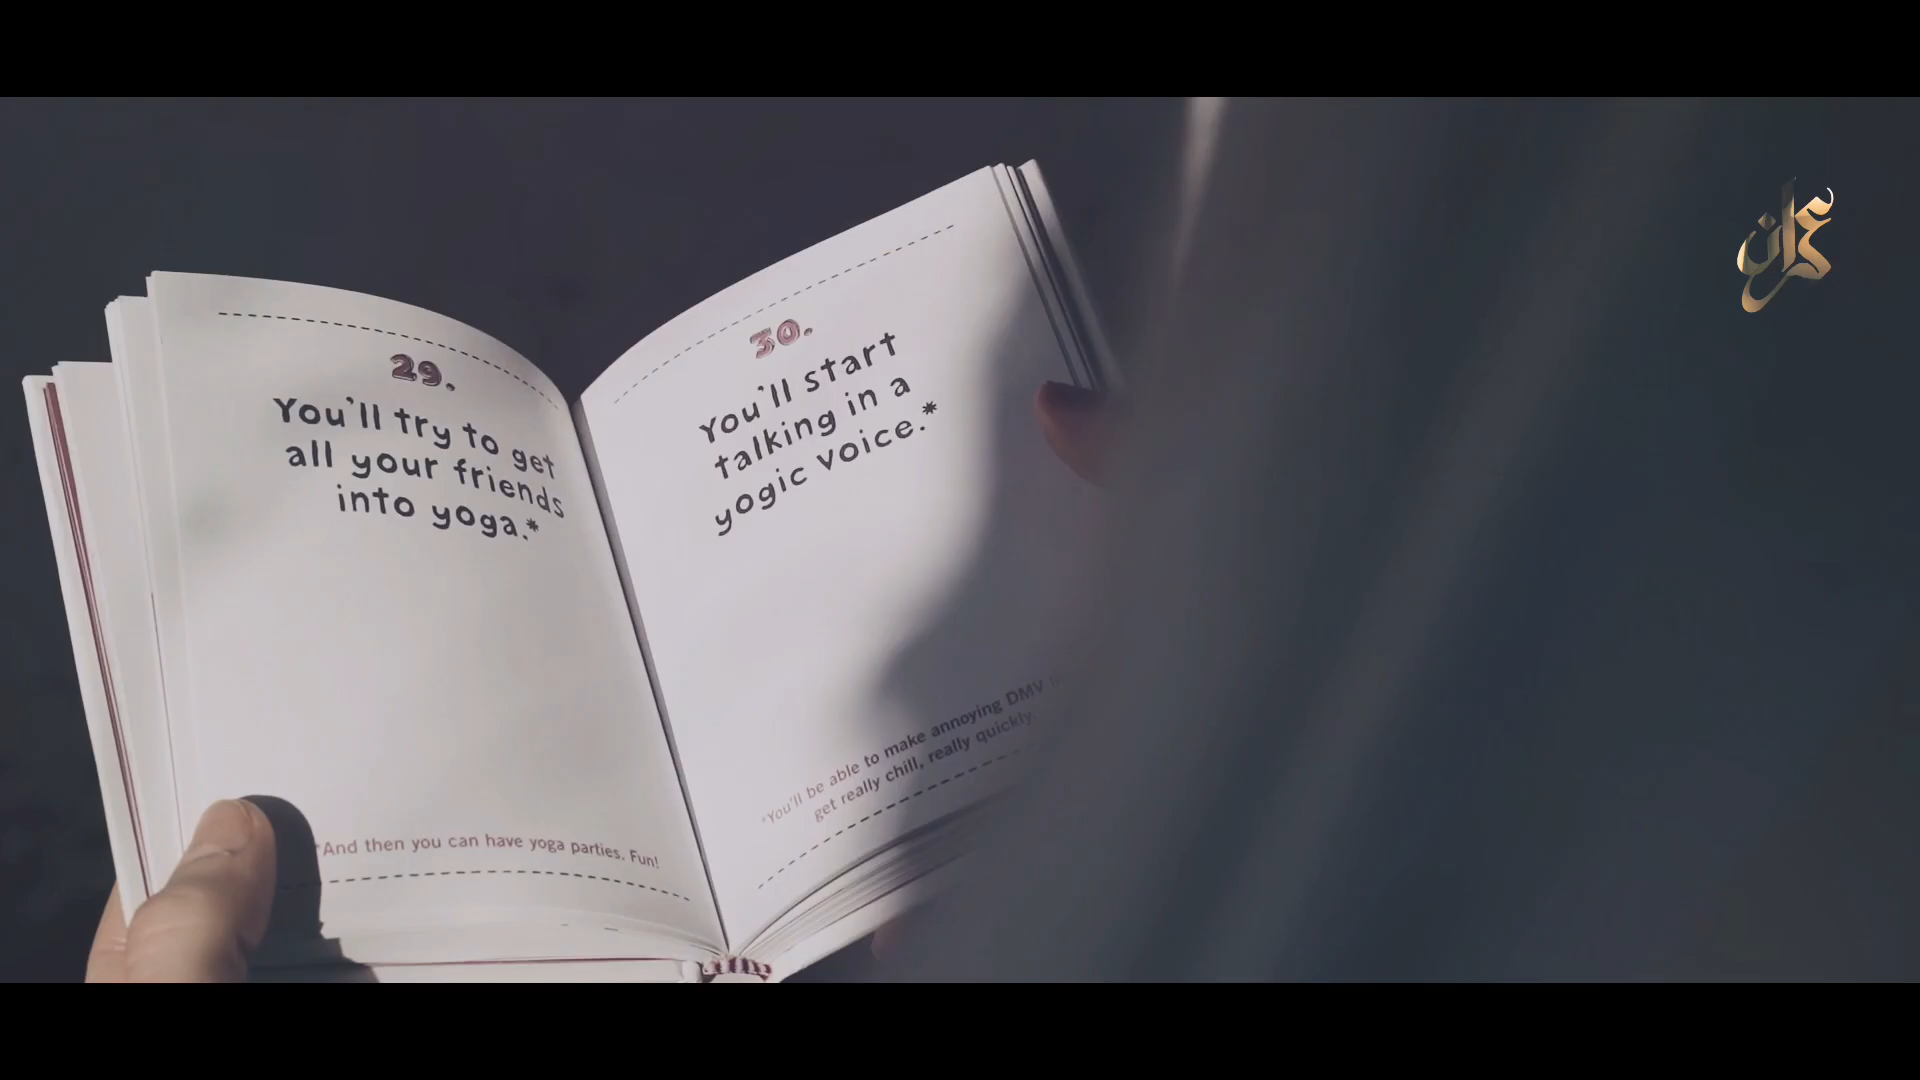 29.
You'll try to get
all your friends
into yoga.*
*And then you can have yoga parties. Fun!
30.
You'll start
talking in a
yogic voice.*
*You'll be able to make annoying DMV
get really chill, really quickly.
عمران